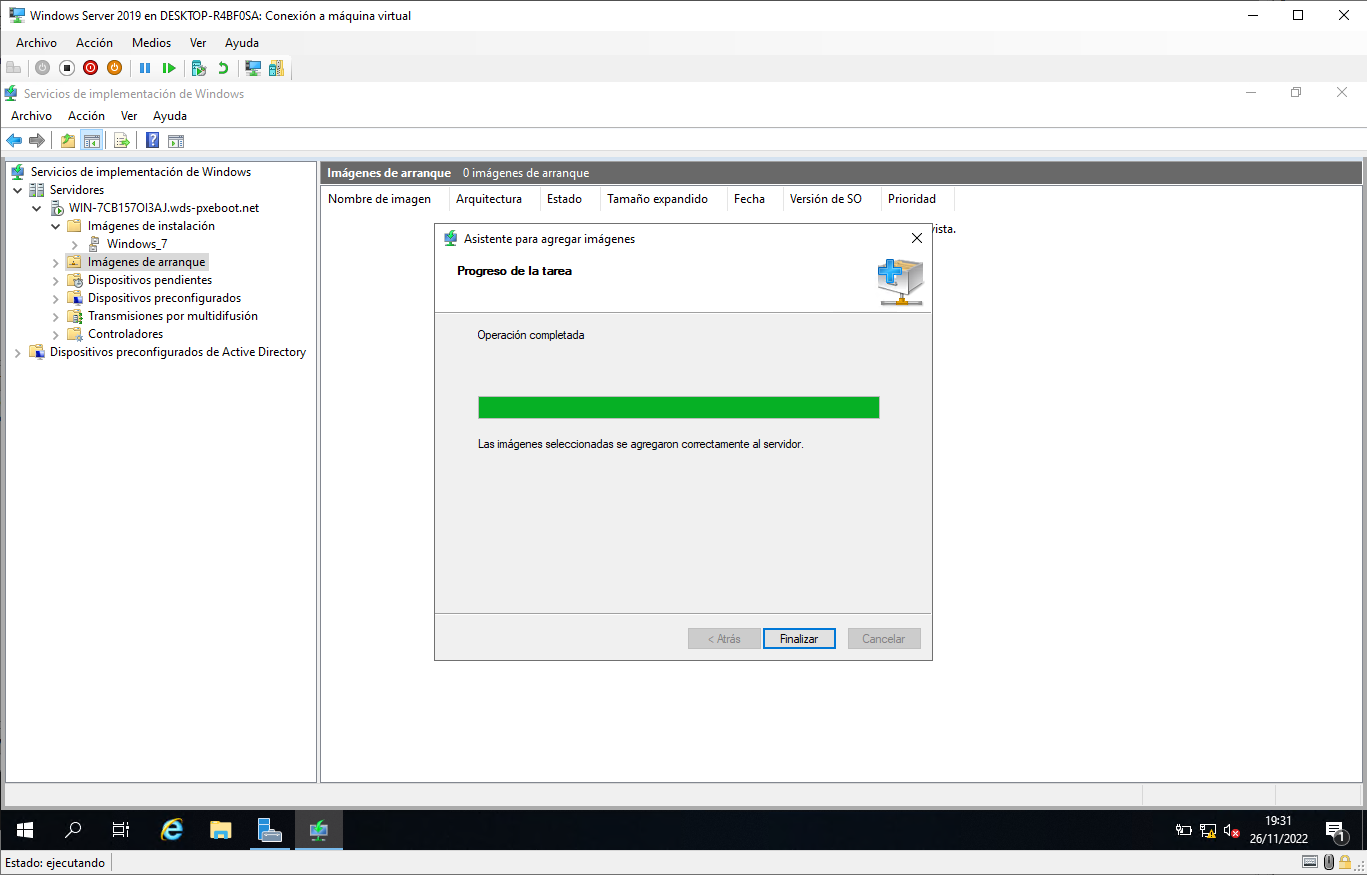 Windows Server 2019 en DESKTOP-R4BF0SA: Conexión a máquina virtual
Archivo Acción Medios Ver Ayuda
Servicios de implementación de Windows
Archivo Acción Ver Ayuda
Servicios de implementación de Windows
Servidores
WIN-7CB157OI3AJ.wds-pxeboot.net
Imágenes de instalación
Windows_7
Imágenes de arranque
Dispositivos pendientes
Dispositivos preconfigurados
Transmisiones por multidifusión
Controladores
Dispositivos preconfigurados de Active Directory
Imágenes de arranque 0 imágenes de arranque
Nombre de imagen Arquitectura Estado Tamaño expandido Fecha Versión de SO Prioridad
vista.
Asistente para agregar imágenes
Progreso de la tarea
Operación completada
Las imágenes seleccionadas se agregaron correctamente al servidor.
< Atrás Finalizar Cancelar
19:31
26/11/2022
1
Estado: ejecutando